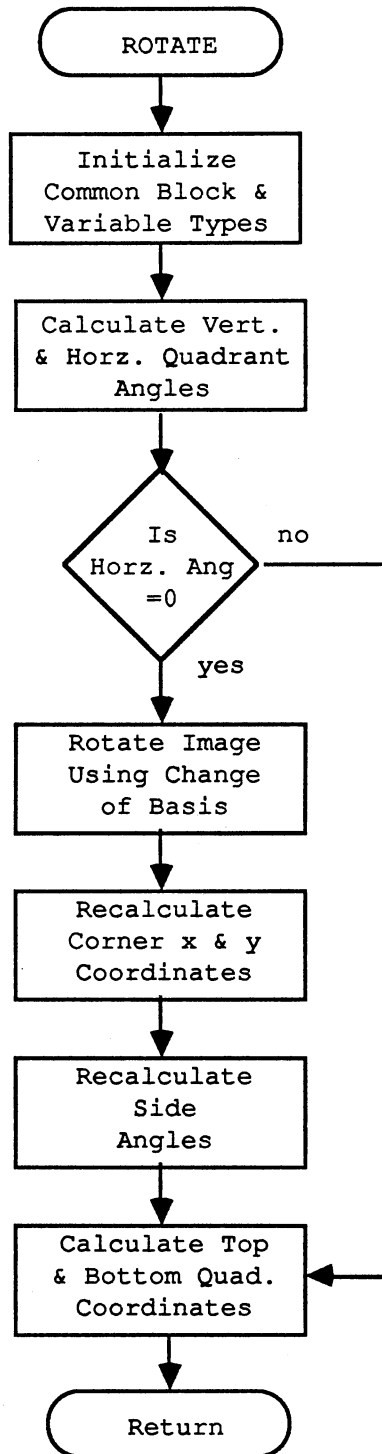 ROTATE
Initialize
Common Block &
Variable Types
Calculate Vert.
& Horz. Quadrant
Angles
Is
Horz. Ang
=0
no
yes
Rotate Image
Using Change
of Basis
Recalculate
Corner x & y
Coordinates
Recalculate
Side
Angles
Calculate Top
& Bottom Quad.
Coordinates
Return